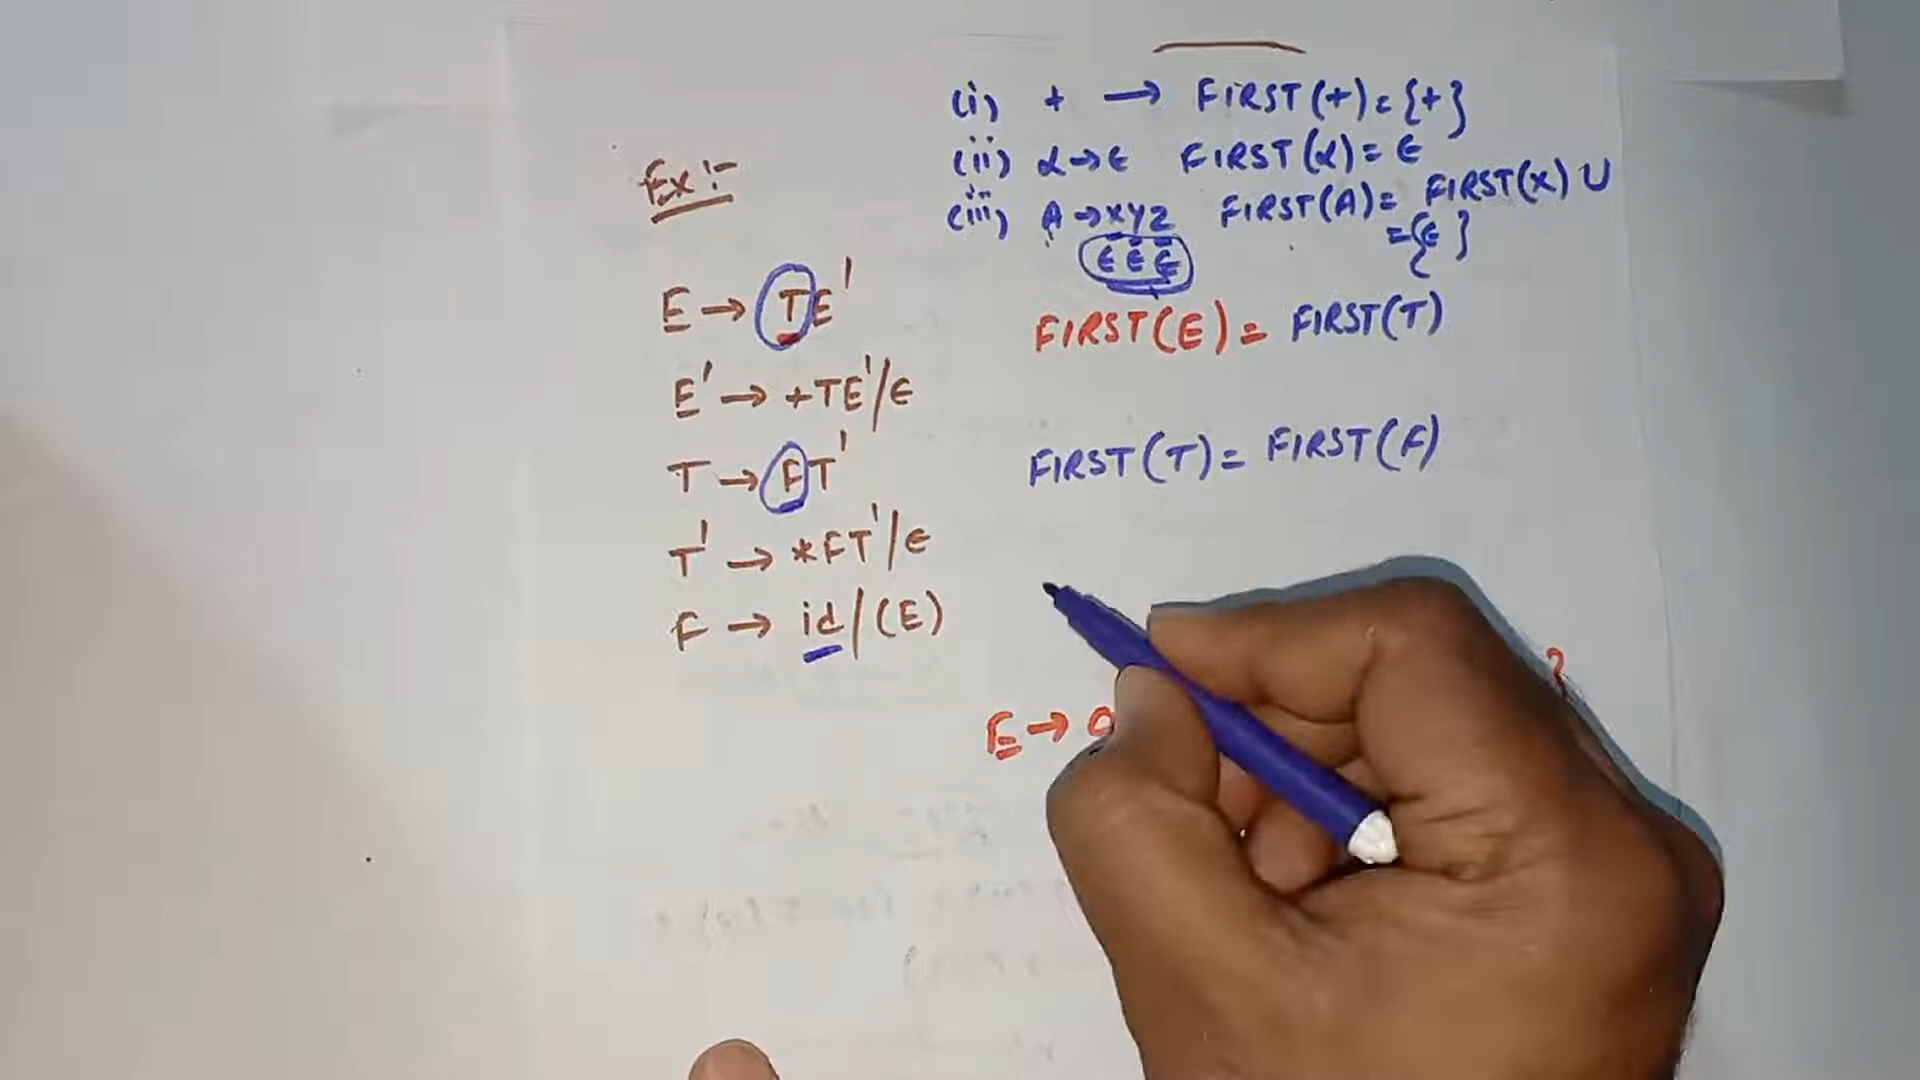 (i) + → FIRST(+) = {+}
(ii) α → ε FIRST(α) = ε
(iii) A → XYZ FIRST(A) = FIRST(X) ∪
ε ε ε = {ε}
Ex:-
E → TE'
FIRST(E) = FIRST(T)
E' → +TE'/ε
T → FT'
FIRST(T) = FIRST(F)
T' → *FT'/ε
F → id/(E)
E →